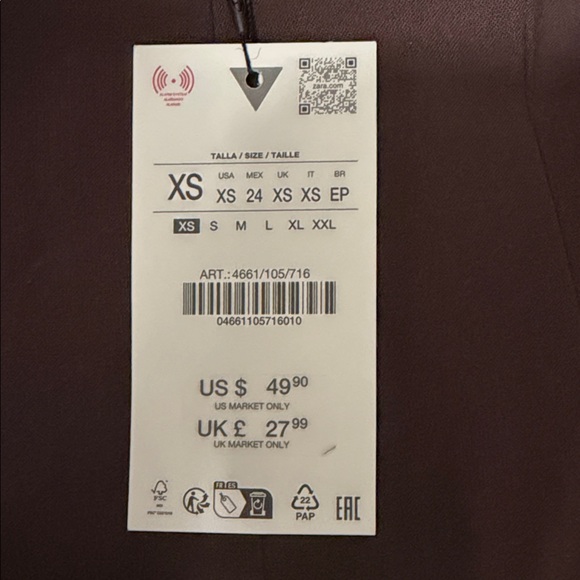 zara.com
TALLA / SIZE / TAILLE
XS
USA MEX UK IT BR
XS 24 XS XS EP
XS S M L XL XXL
ART.: 4661/105/716
04661105716010
US $ 49.90
US MARKET ONLY
UK £ 27.99
UK MARKET ONLY
FR ES
FSC
22
PAP
EAC